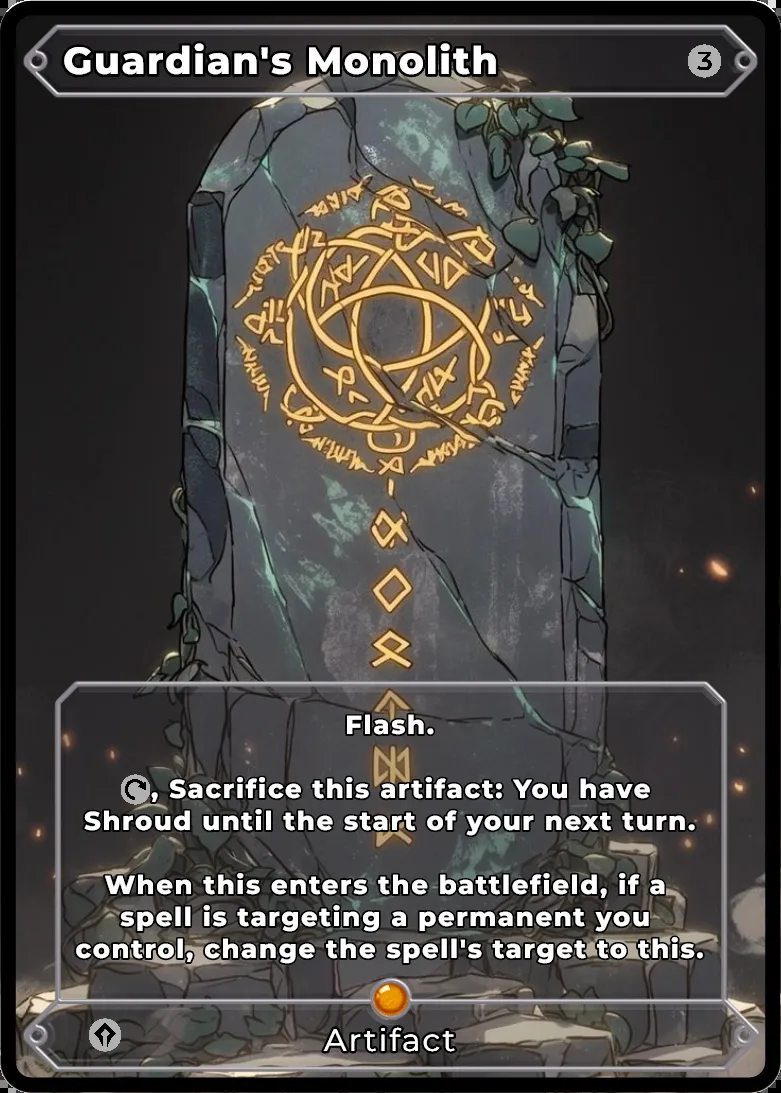 Guardian's Monolith
3
Flash.
, Sacrifice this artifact: You have
Shroud until the start of your next turn.
When this enters the battlefield, if a
spell is targeting a permanent you
control, change the spell's target to this.
Artifact